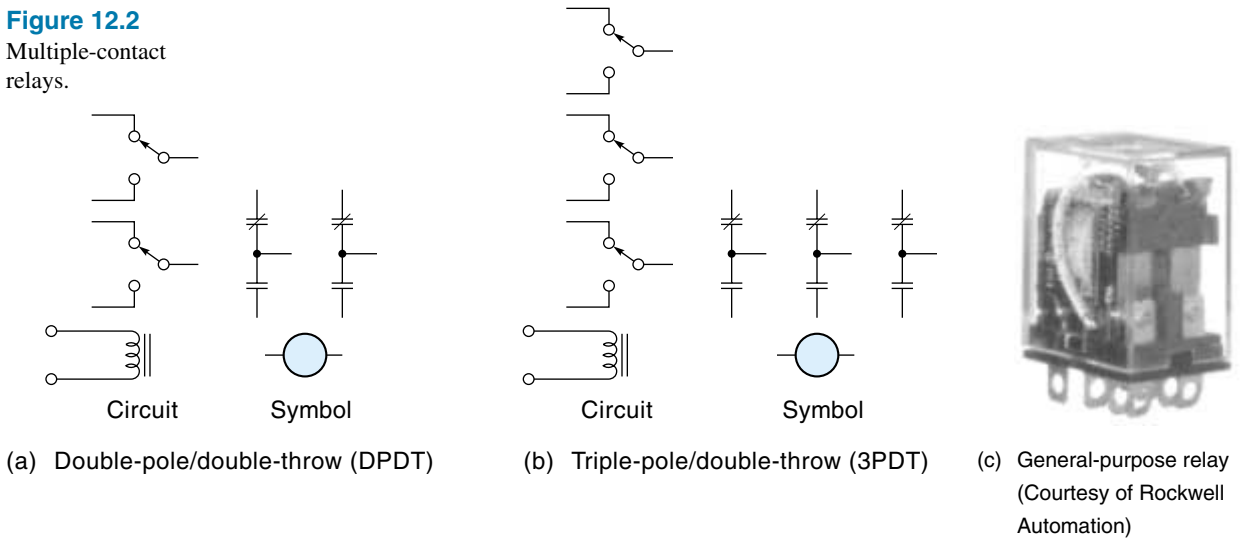 Figure 12.2
Multiple-contact
relays.
Circuit
Symbol
(a) Double-pole/double-throw (DPDT)
Circuit
Symbol
(b) Triple-pole/double-throw (3PDT)
(c) General-purpose relay
(Courtesy of Rockwell
Automation)